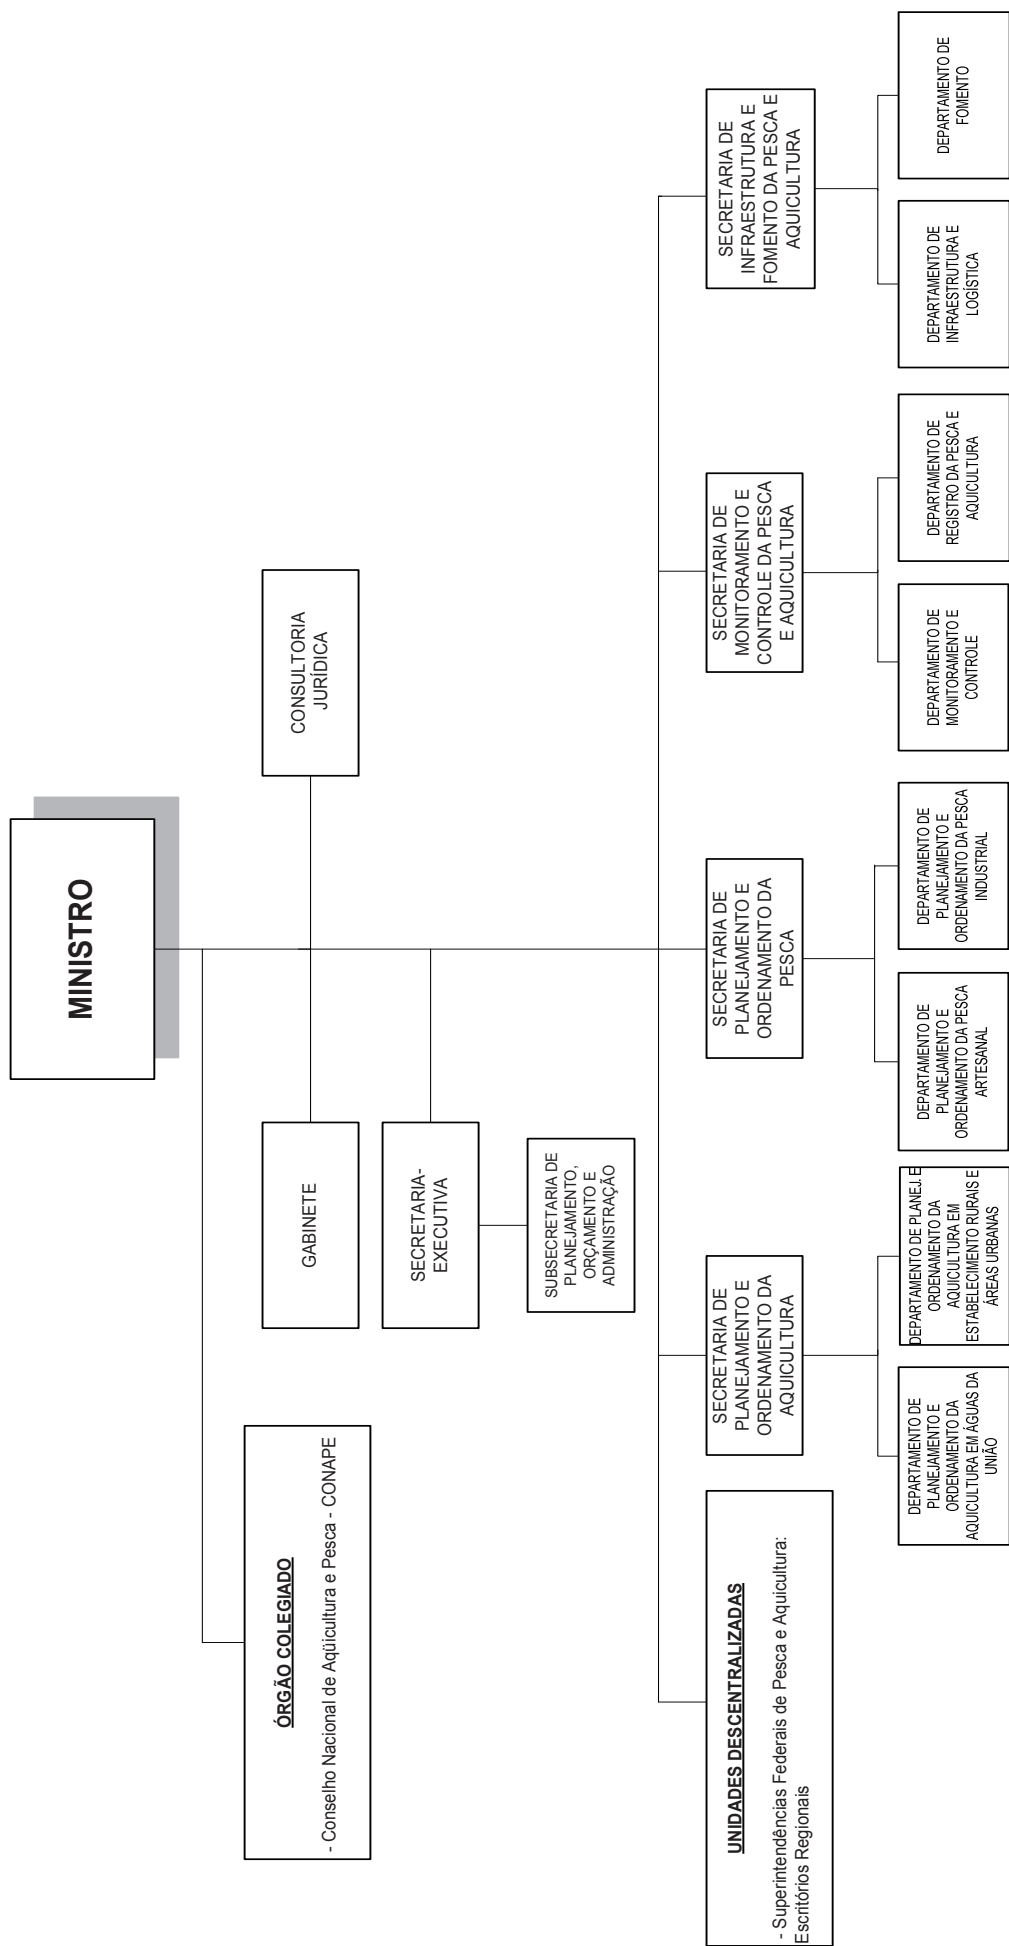 MINISTRO
ÓRGÃO COLEGIADO
- Conselho Nacional de Aqüicultura e Pesca - CONAPE
GABINETE
CONSULTORIA
JURÍDICA
SECRETARIA-
EXECUTIVA
SUBSECRETARIA DE
PLANEJAMENTO,
ORÇAMENTO E
ADMINISTRAÇÃO
UNIDADES DESCENTRALIZADAS
- Superintendências Federais de Pesca e Aquicultura:
Escritórios Regionais
SECRETARIA DE
PLANEJAMENTO E
ORDENAMENTO DA
AQUICULTURA
SECRETARIA DE
PLANEJAMENTO E
ORDENAMENTO DA
PESCA
SECRETARIA DE
MONITORAMENTO E
CONTROLE DA PESCA
E AQUICULTURA
SECRETARIA DE
INFRAESTRUTURA E
FOMENTO DA PESCA E
AQUICULTURA
DEPARTAMENTO DE
PLANEJAMENTO E
ORDENAMENTO DA
AQUICULTURA EM ÁGUAS DA
UNIÃO
DEPARTAMENTO DE PLANEJ. E
ORDENAMENTO DA
AQUICULTURA EM
ESTABELECIMENTO RURAIS E
ÁREAS URBANAS
DEPARTAMENTO DE
PLANEJAMENTO E
ORDENAMENTO DA PESCA
ARTESANAL
DEPARTAMENTO DE
PLANEJAMENTO E
ORDENAMENTO DA PESCA
INDUSTRIAL
DEPARTAMENTO DE
MONITORAMENTO E
CONTROLE
DEPARTAMENTO DE
REGISTRO DA PESCA E
AQUICULTURA
DEPARTAMENTO DE
INFRAESTRUTURA E
LOGÍSTICA
DEPARTAMENTO DE
FOMENTO